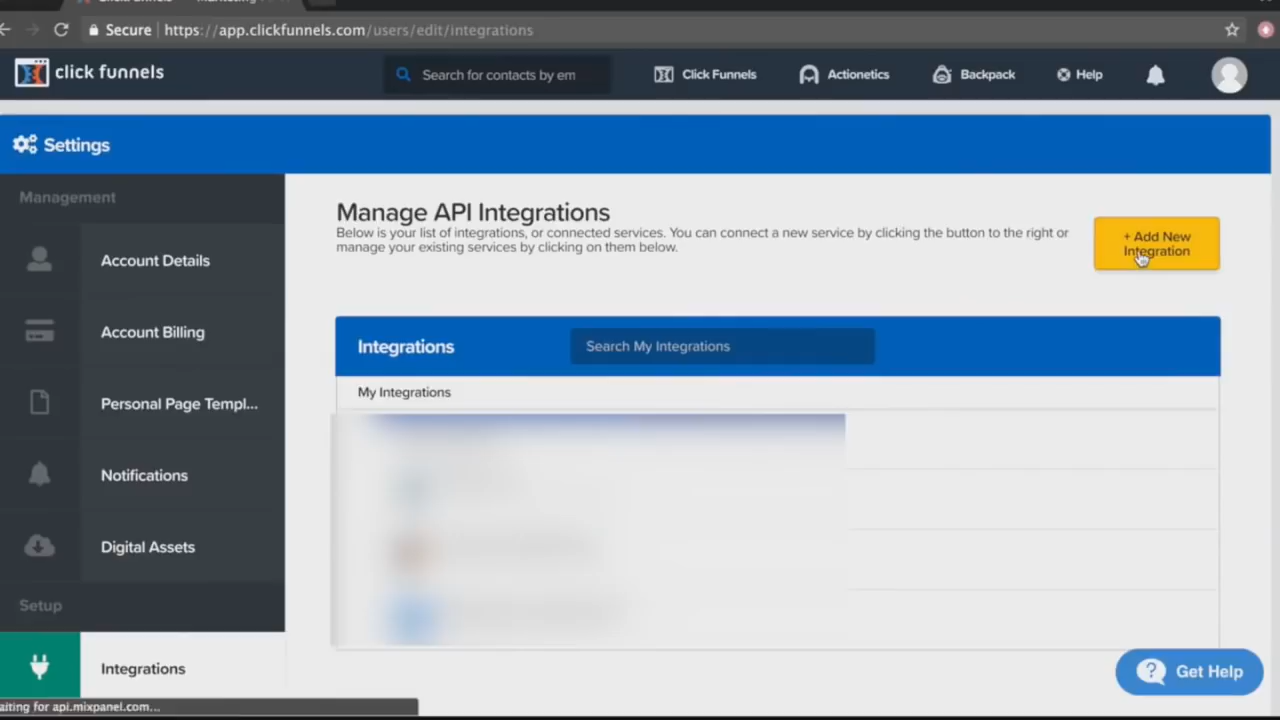 Secure https://app.clickfunnels.com/users/edit/integrations
click funnels
Search for contacts by em
Click Funnels
Actionetics
Backpack
Help
Settings
Management
Account Details
Account Billing
Personal Page Templ...
Notifications
Digital Assets
Setup
Integrations
Manage API Integrations
Below is your list of integrations, or connected services. You can connect a new service by clicking the button to the right or
manage your existing services by clicking on them below.
+ Add New
Integration
Integrations
Search My Integrations
My Integrations
Get Help
aiting for api.mixpanel.com...